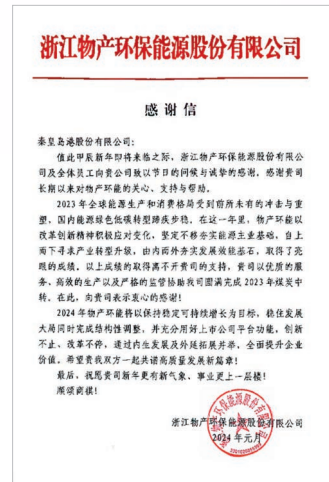 浙江物产环保能源股份有限公司
感谢信
秦皇岛港股份有限公司：
值此甲辰新年即将来临之际，浙江物产环保能源股份有限公
司及全体员工向贵公司致以节日的问候与诚挚的感谢，感谢贵司
长期以来对物产环能的关心、支持与帮助。
2023年全球能源生产和消费格局受到前所未有的冲击与重
塑，国内能源绿色低碳转型蹄疾步稳。在这一年里，物产环能以
改革创新精神积极应对变化，坚定不移夯实能源主业基础，自上
而下寻求产业转型升级，由内而外夯实发展效能基石，取得了亮
眼的成绩。以上成绩的取得离不开贵司的支持，贵司以优质的服
务、高效的生产以及严格的监管协助我司圆满完成2023年煤炭中
转。在此，向贵司表示衷心的感谢！
2024年物产环能将以保持稳定可持续增长为目标，稳住发展
大局同时完成结构性调整，并充分用好上市公司平台功能，创新
不止、改革不停，通过内生发展及外延拓展并举，全面提升企业
价值。希望贵我双方一起共谱高质量发展新篇章！
最后，祝愿贵司新年更有新气象、事业更上一层楼！
顺颂商祺！
浙江物产环保能源股份有限公司
2024年元月